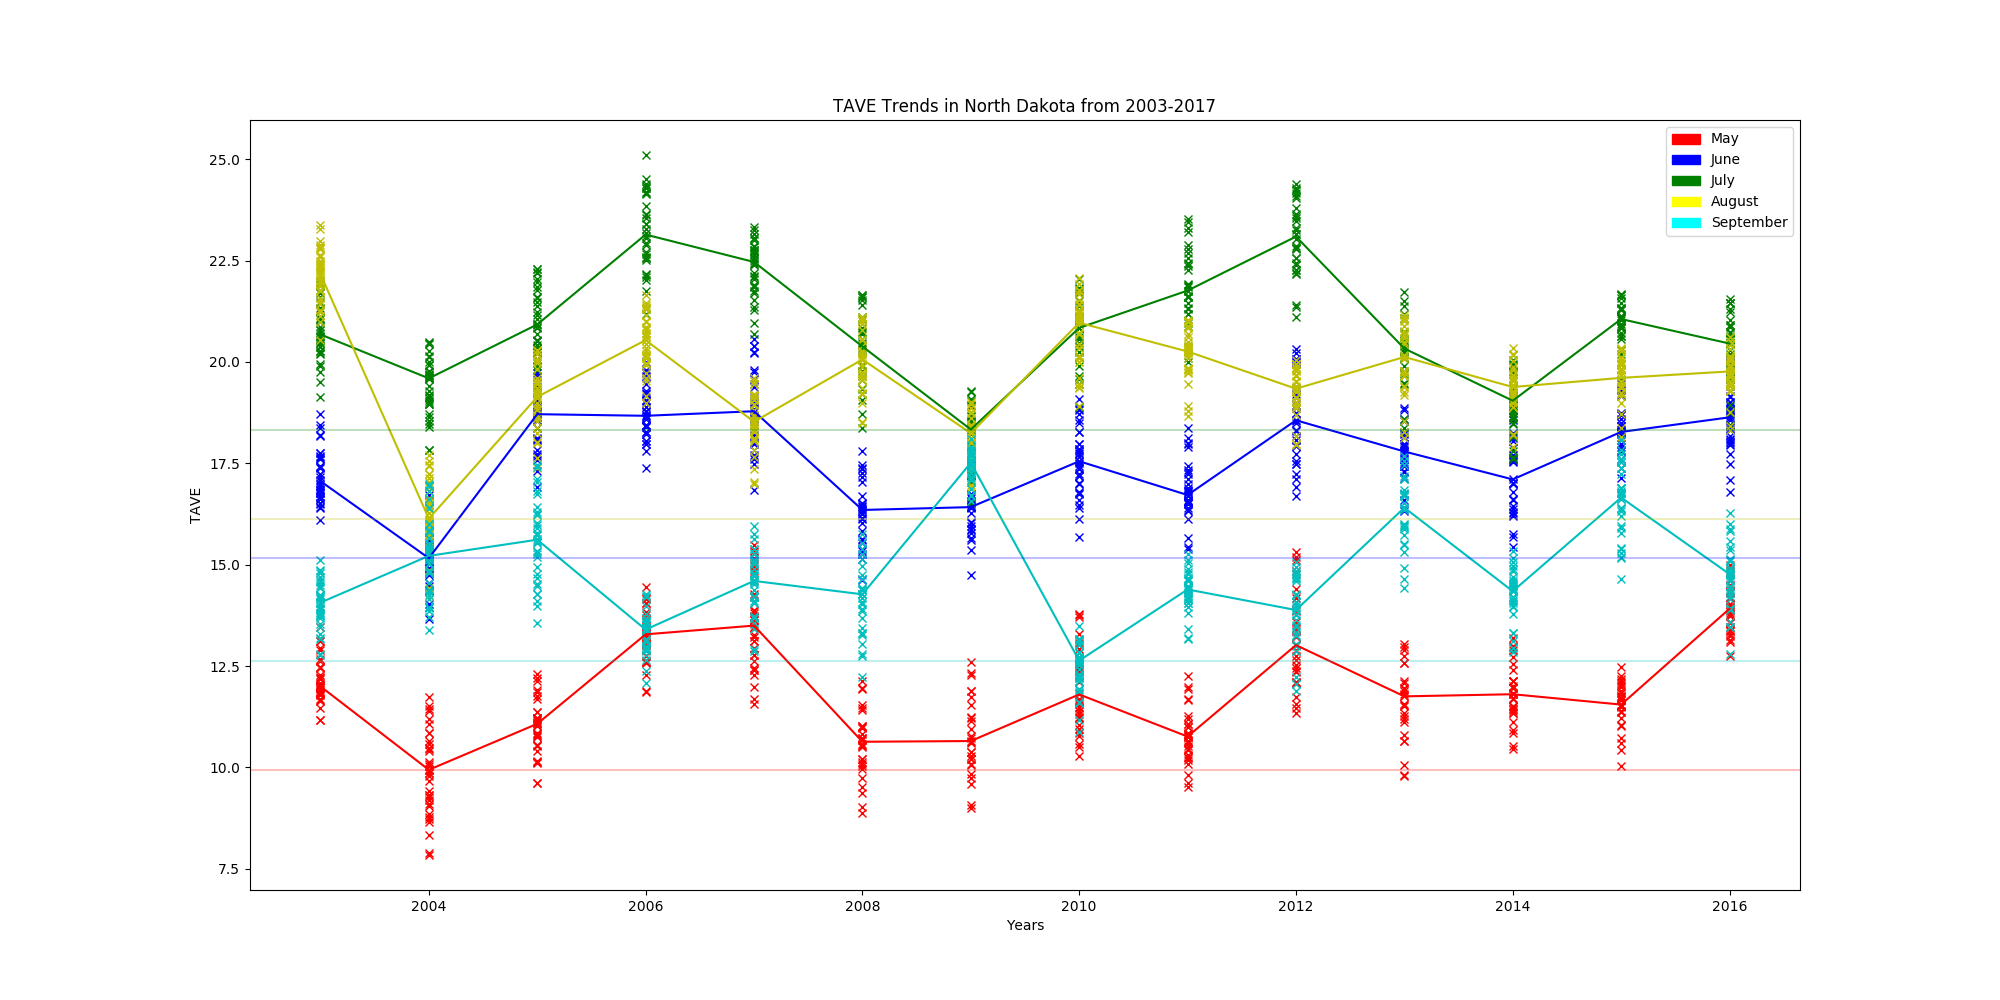 TAVE Trends in North Dakota from 2003-2017
May
June
July
August
September
25.0
22.5
20.0
17.5
15.0
12.5
10.0
7.5
TAVE
2004 2006 2008 2010 2012 2014 2016
Years